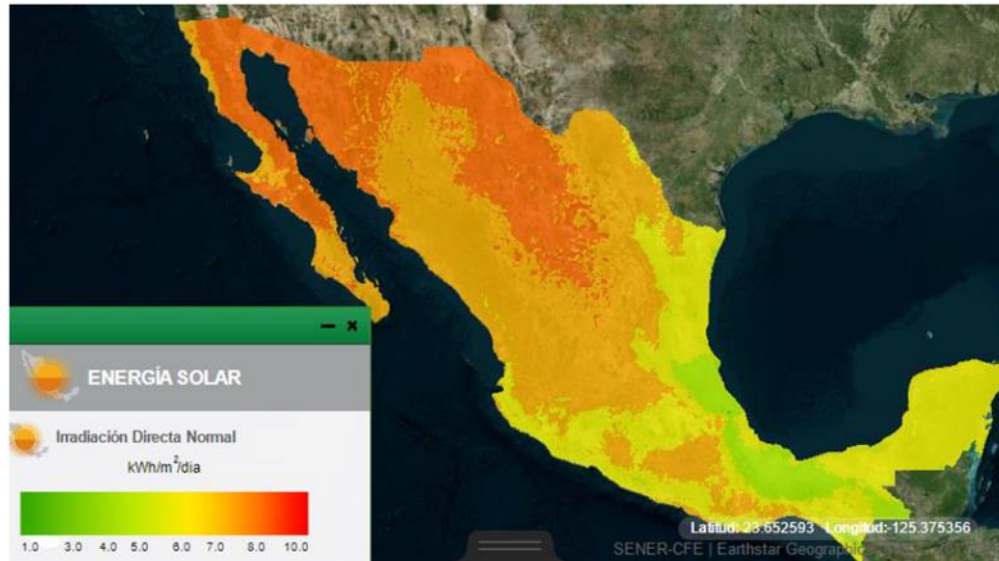 ENERGÍA SOLAR
Irradiación Directa Normal
kWh/m²/dia
1.0 3.0 4.0 5.0 6.0 7.0 8.0 10.0
Latitud: 23.652593 Longitud:-125.375356
SENER-CFE | Earthstar Geographic